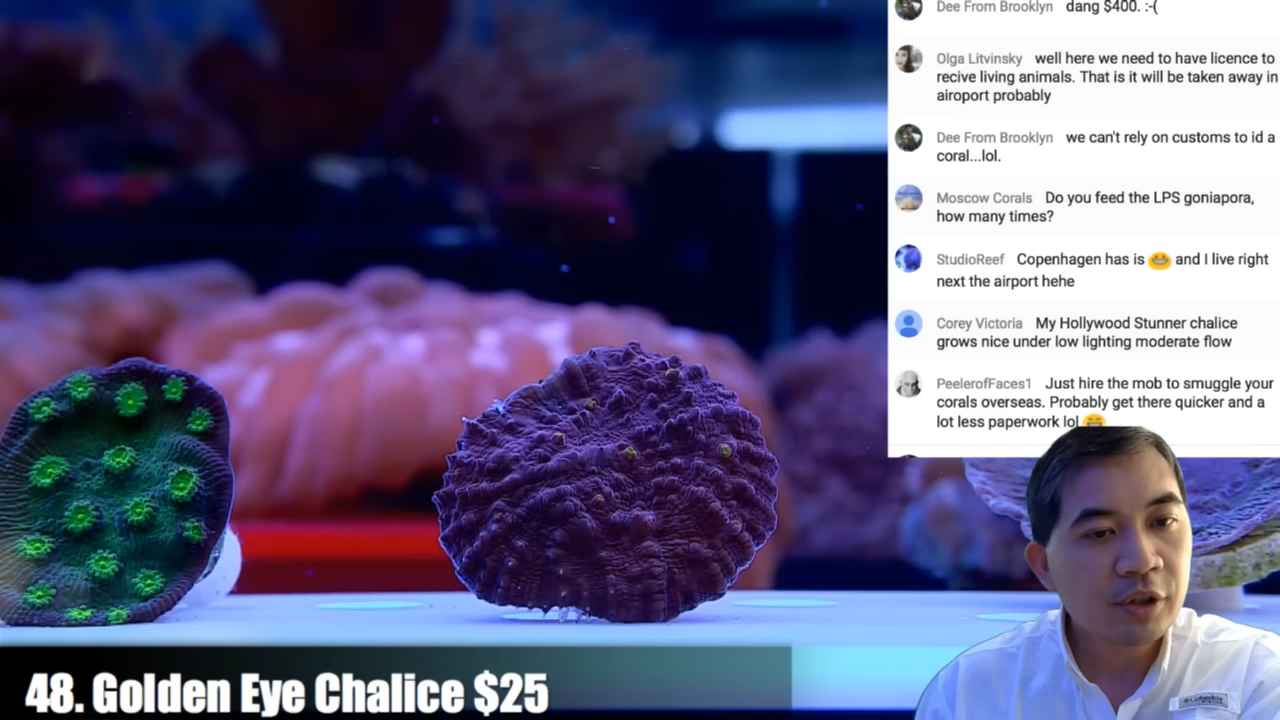 Dee From Brooklyn dang $400. :-(
Olga Litvinsky well here we need to have licence to
recive living animals. That is it will be taken away in
airoport probably
Dee From Brooklyn we can't rely on customs to id a
coral...lol.
Moscow Corals Do you feed the LPS goniapora,
how many times?
StudioReef Copenhagen has is 😁 and I live right
next the airport hehe
Corey Victoria My Hollywood Stunner chalice
grows nice under low lighting moderate flow
PeelerofFaces1 Just hire the mob to smuggle your
corals overseas. Probably get there quicker and a
lot less paperwork lol 😁
48. Golden Eye Chalice $25
Columbia